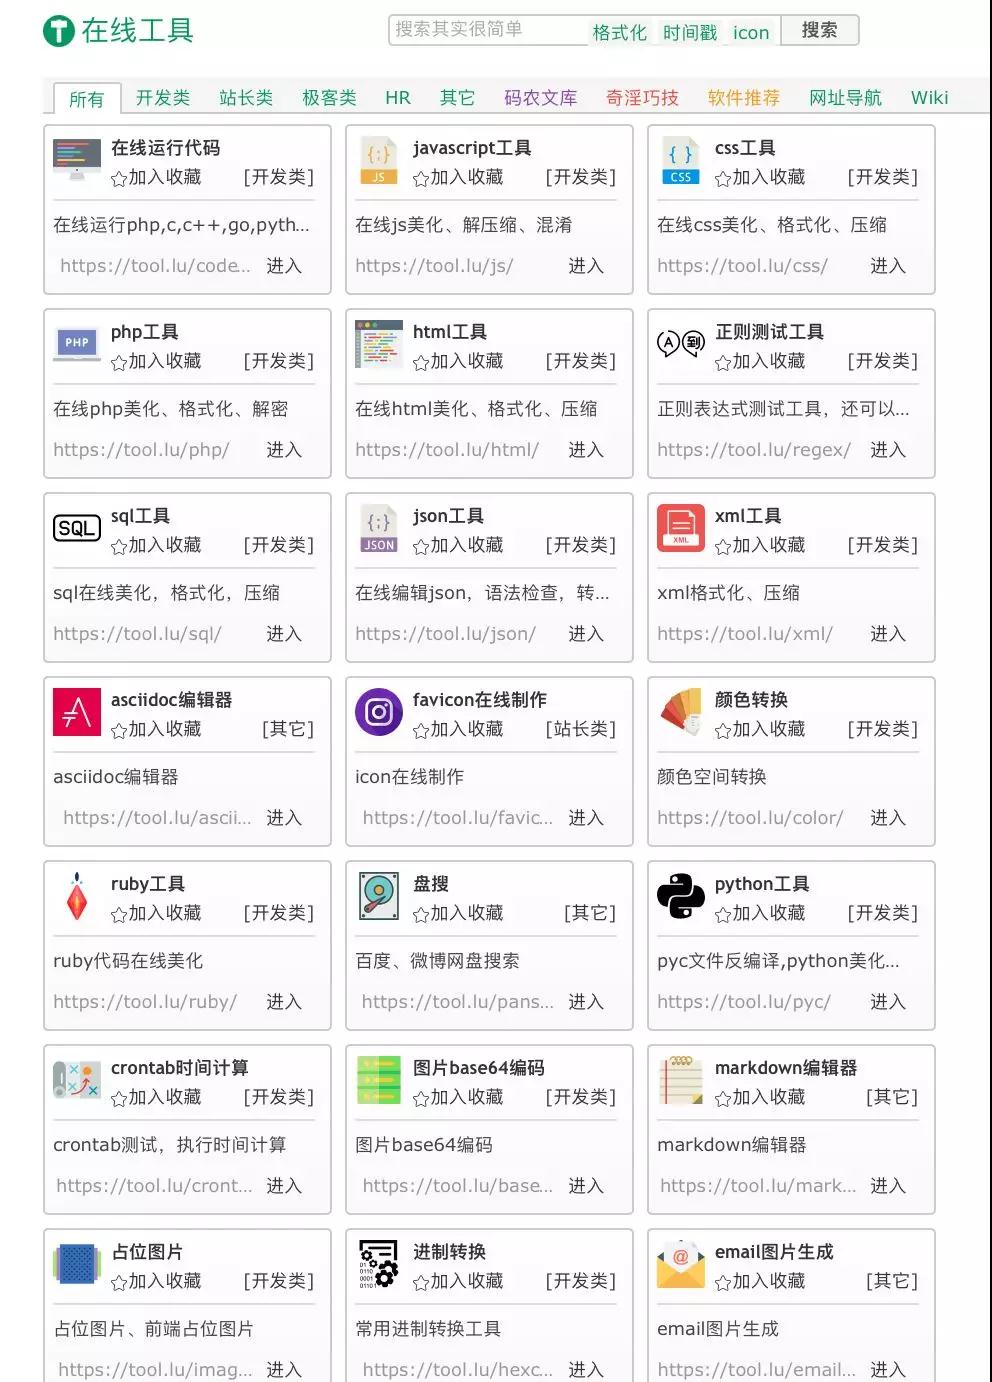 在线工具
搜索其实很简单 格式化 时间戳 icon 搜索
所有 开发类 站长类 极客类 HR 其它 码农文库 奇淫巧技 软件推荐 网址导航 Wiki
在线运行代码
加入收藏 [开发类]
在线运行php,c,c++,go,pyth...
https://tool.lu/code... 进入
JS
javascript工具
加入收藏 [开发类]
在线js美化、解压缩、混淆
https://tool.lu/js/ 进入
CSS
css工具
加入收藏 [开发类]
在线css美化、格式化、压缩
https://tool.lu/css/ 进入
PHP
php工具
加入收藏 [开发类]
在线php美化、格式化、解密
https://tool.lu/php/ 进入
html工具
加入收藏 [开发类]
在线html美化、格式化、压缩
https://tool.lu/html/ 进入
A 到
正则测试工具
加入收藏 [开发类]
正则表达式测试工具，还可以...
https://tool.lu/regex/ 进入
SQL
sql工具
加入收藏 [开发类]
sql在线美化，格式化，压缩
https://tool.lu/sql/ 进入
JSON
json工具
加入收藏 [开发类]
在线编辑json，语法检查，转...
https://tool.lu/json/ 进入
XML
xml工具
加入收藏 [开发类]
xml格式化、压缩
https://tool.lu/xml/ 进入
asciidoc编辑器
加入收藏 [其它]
asciidoc编辑器
https://tool.lu/ascii... 进入
favicon在线制作
加入收藏 [站长类]
icon在线制作
https://tool.lu/favic... 进入
颜色转换
加入收藏 [开发类]
颜色空间转换
https://tool.lu/color/ 进入
ruby工具
加入收藏 [开发类]
ruby代码在线美化
https://tool.lu/ruby/ 进入
盘搜
加入收藏 [其它]
百度、微博网盘搜索
https://tool.lu/pans... 进入
python工具
加入收藏 [开发类]
pyc文件反编译,python美化...
https://tool.lu/pyc/ 进入
crontab时间计算
加入收藏 [开发类]
crontab测试，执行时间计算
https://tool.lu/cront... 进入
图片base64编码
加入收藏 [开发类]
图片base64编码
https://tool.lu/base... 进入
markdown编辑器
加入收藏 [其它]
markdown编辑器
https://tool.lu/mark... 进入
占位图片
加入收藏 [开发类]
占位图片、前端占位图片
https://tool.lu/imag... 进入
进制转换
加入收藏 [开发类]
常用进制转换工具
https://tool.lu/hexc... 进入
@
email图片生成
加入收藏 [其它]
email图片生成
https://tool.lu/email... 进入